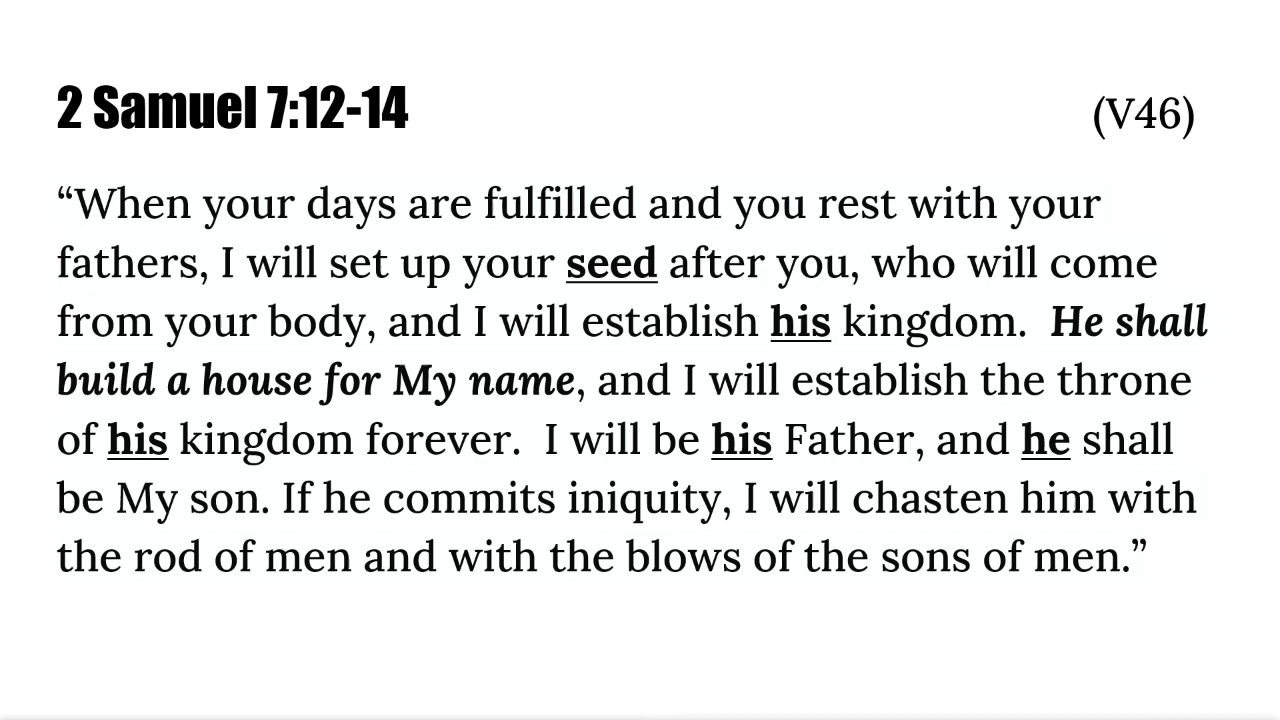 2 Samuel 7:12-14 (V46)
“When your days are fulfilled and you rest with your
fathers, I will set up your seed after you, who will come
from your body, and I will establish his kingdom.  He shall
build a house for My name, and I will establish the throne
of his kingdom forever.  I will be his Father, and he shall
be My son. If he commits iniquity, I will chasten him with
the rod of men and with the blows of the sons of men.”